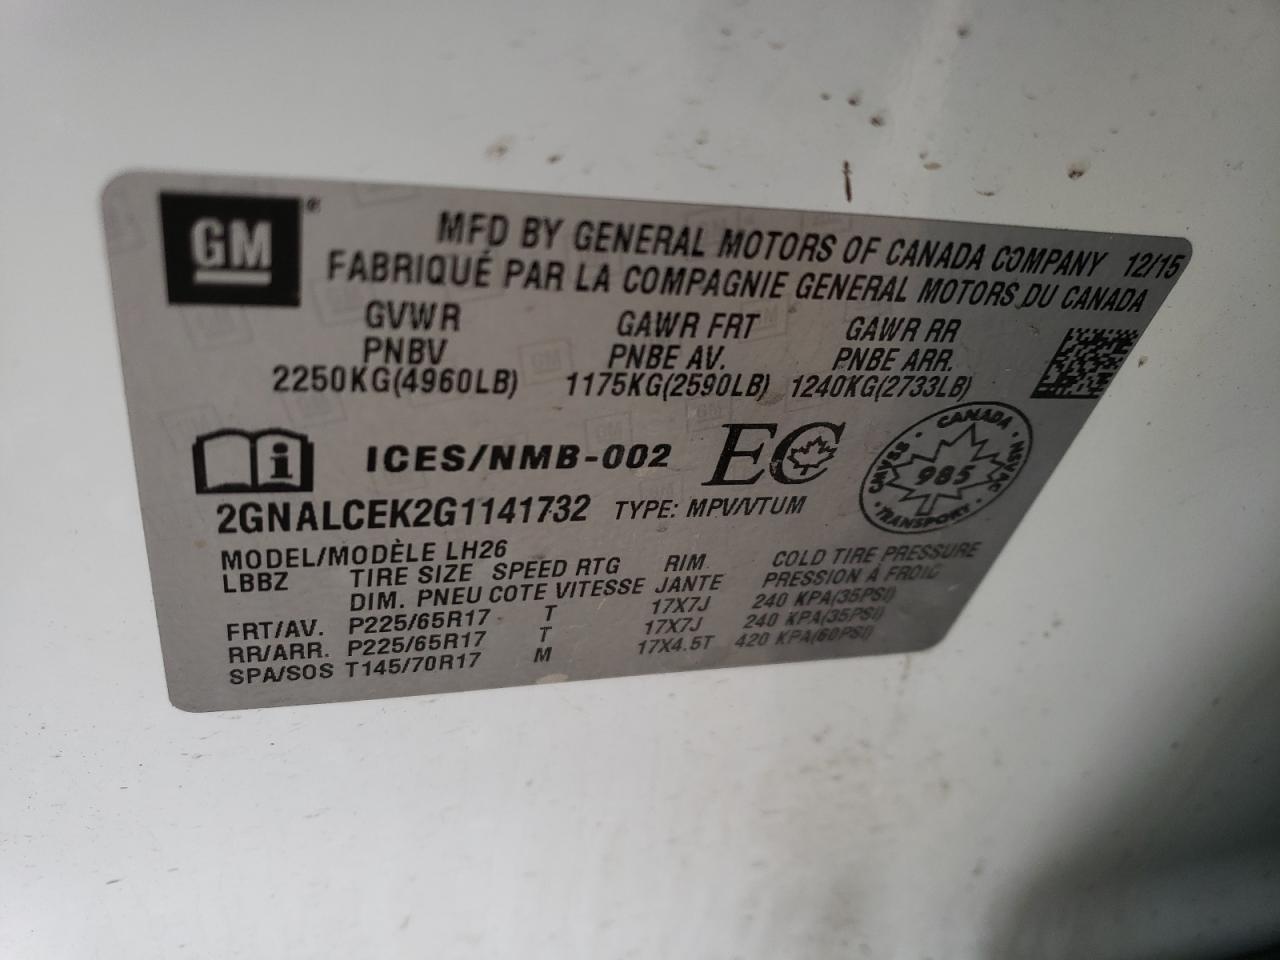 GM®
MFD BY GENERAL MOTORS OF CANADA COMPANY 12/15
FABRIQUÉ PAR LA COMPAGNIE GENERAL MOTORS DU CANADA
GVWR GAWR FRT GAWR RR
PNBV PNBE AV. PNBE ARR.
2250KG(4960LB) 1175KG(2590LB) 1240KG(2733LB)
i ICES/NMB-002 EC
CANADA · NSVAC · TRANSPORT · CMVSS ·
985
2GNALCEK2G1141732 TYPE: MPV/VTUM
MODEL/MODÈLE LH26
LBBZ TIRE SIZE SPEED RTG RIM COLD TIRE PRESSURE
DIM. PNEU COTE VITESSE JANTE PRESSION À FROID
FRT/AV. P225/65R17 T 17X7J 240 KPA(35PSI)
RR/ARR. P225/65R17 T 17X7J 240 KPA(35PSI)
SPA/SOS T145/70R17 M 17X4.5T 420 KPA(60PSI)